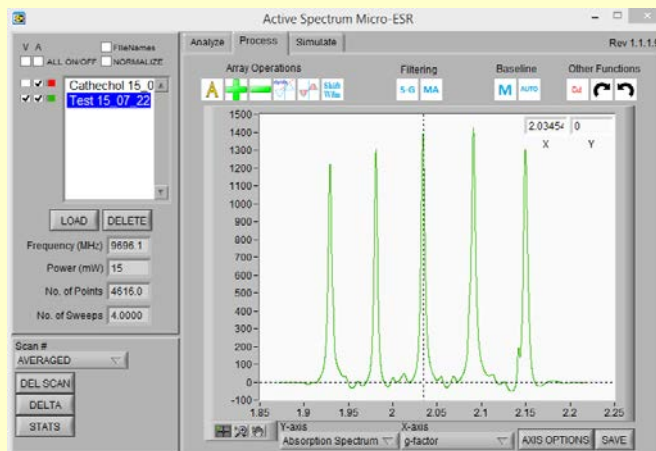 Active Spectrum Micro-ESR
V A
FileNames
ALL ON/OFF
NORMALIZE
Cathechol 15_0
Test 15_07_22
LOAD
DELETE
Frequency (MHz) 9696.1
Power (mW) 15
No. of Points 4616.0
No. of Sweeps 4.0000
Scan #
AVERAGED
DEL SCAN
DELTA
STATS
Analyze
Process
Simulate
Rev 1.1.1.9
Array Operations
Filtering
Baseline
Other Functions
A
Shift
S-G
MA
M
AUTO
2.03454
0
X
Y
1500
1400
1300
1200
1100
1000
900
800
700
600
500
400
300
200
100
0
-100
1.85
1.9
1.95
2
2.05
2.1
2.15
2.2
2.25
Y-axis
Absorption Spectrum
X-axis
g-factor
AXIS OPTIONS
SAVE